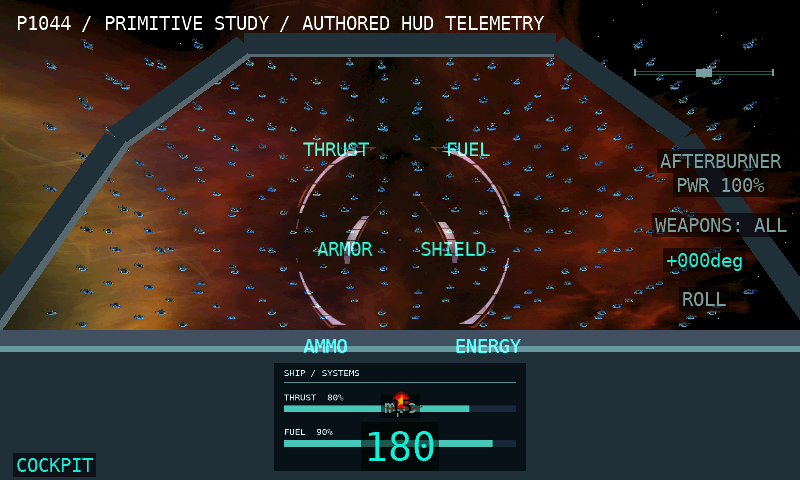 P1044 / PRIMITIVE STUDY / AUTHORED HUD TELEMETRY
THRUST FUEL
AFTERBURNER
PWR 100%
WEAPONS: ALL
ARMOR SHIELD
+000deg
ROLL
AMMO ENERGY
SHIP / SYSTEMS
THRUST 80%
FUEL 90%
180
COCKPIT